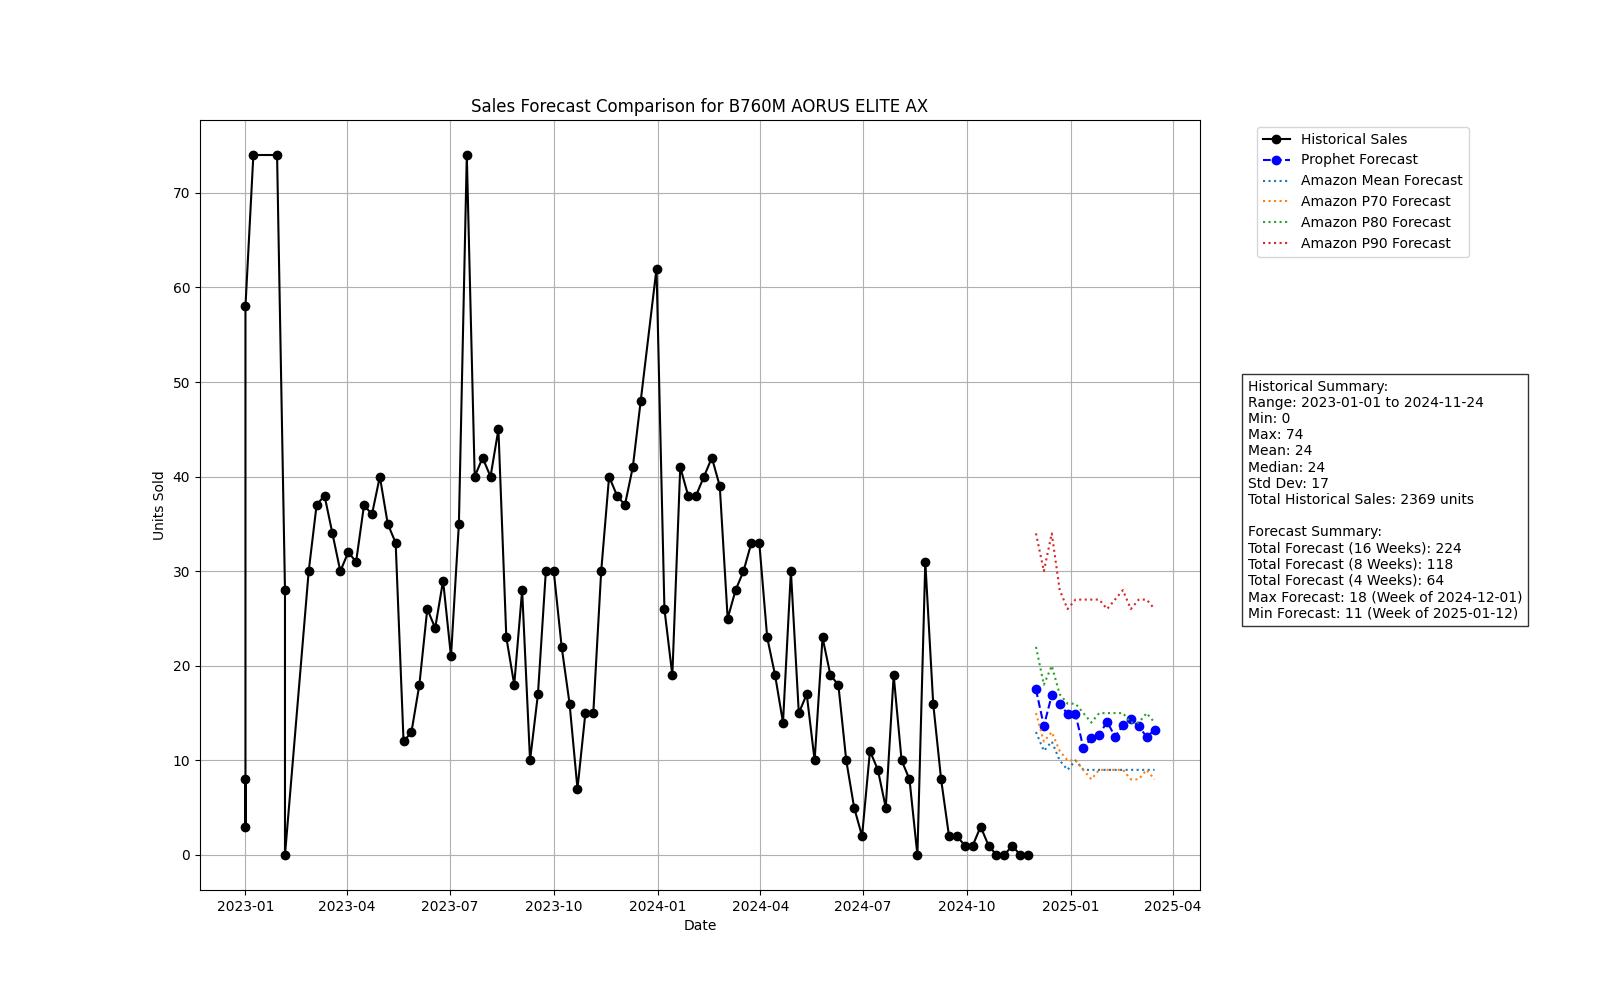 Sales Forecast Comparison for B760M AORUS ELITE AX
Historical Sales
Prophet Forecast
Amazon Mean Forecast
Amazon P70 Forecast
Amazon P80 Forecast
Amazon P90 Forecast
70
60
50
40
30
20
10
0
Units Sold
Historical Summary:
Range: 2023-01-01 to 2024-11-24
Min: 0
Max: 74
Mean: 24
Median: 24
Std Dev: 17
Total Historical Sales: 2369 units
Forecast Summary:
Total Forecast (16 Weeks): 224
Total Forecast (8 Weeks): 118
Total Forecast (4 Weeks): 64
Max Forecast: 18 (Week of 2024-12-01)
Min Forecast: 11 (Week of 2025-01-12)
2023-01 2023-04 2023-07 2023-10 2024-01 2024-04 2024-07 2024-10 2025-01 2025-04
Date